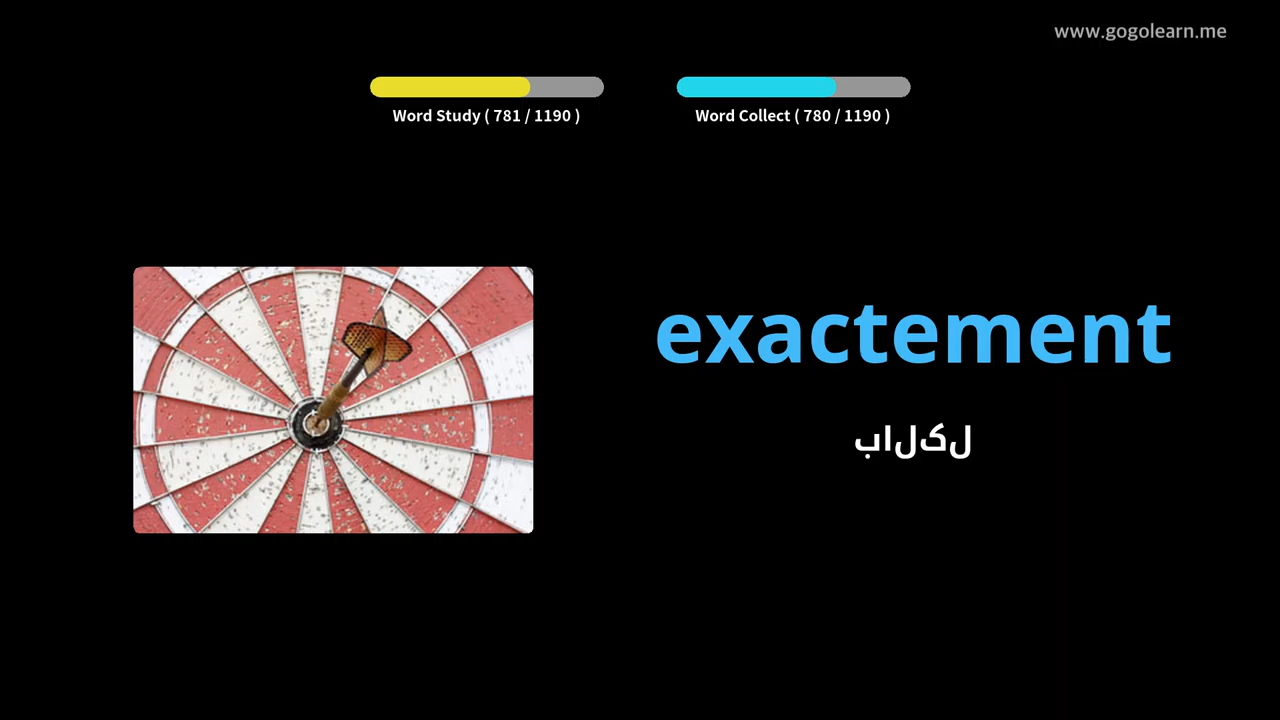 www.gogolearn.me
Word Study ( 781 / 1190 )
Word Collect ( 780 / 1190 )
exactement
بالکل